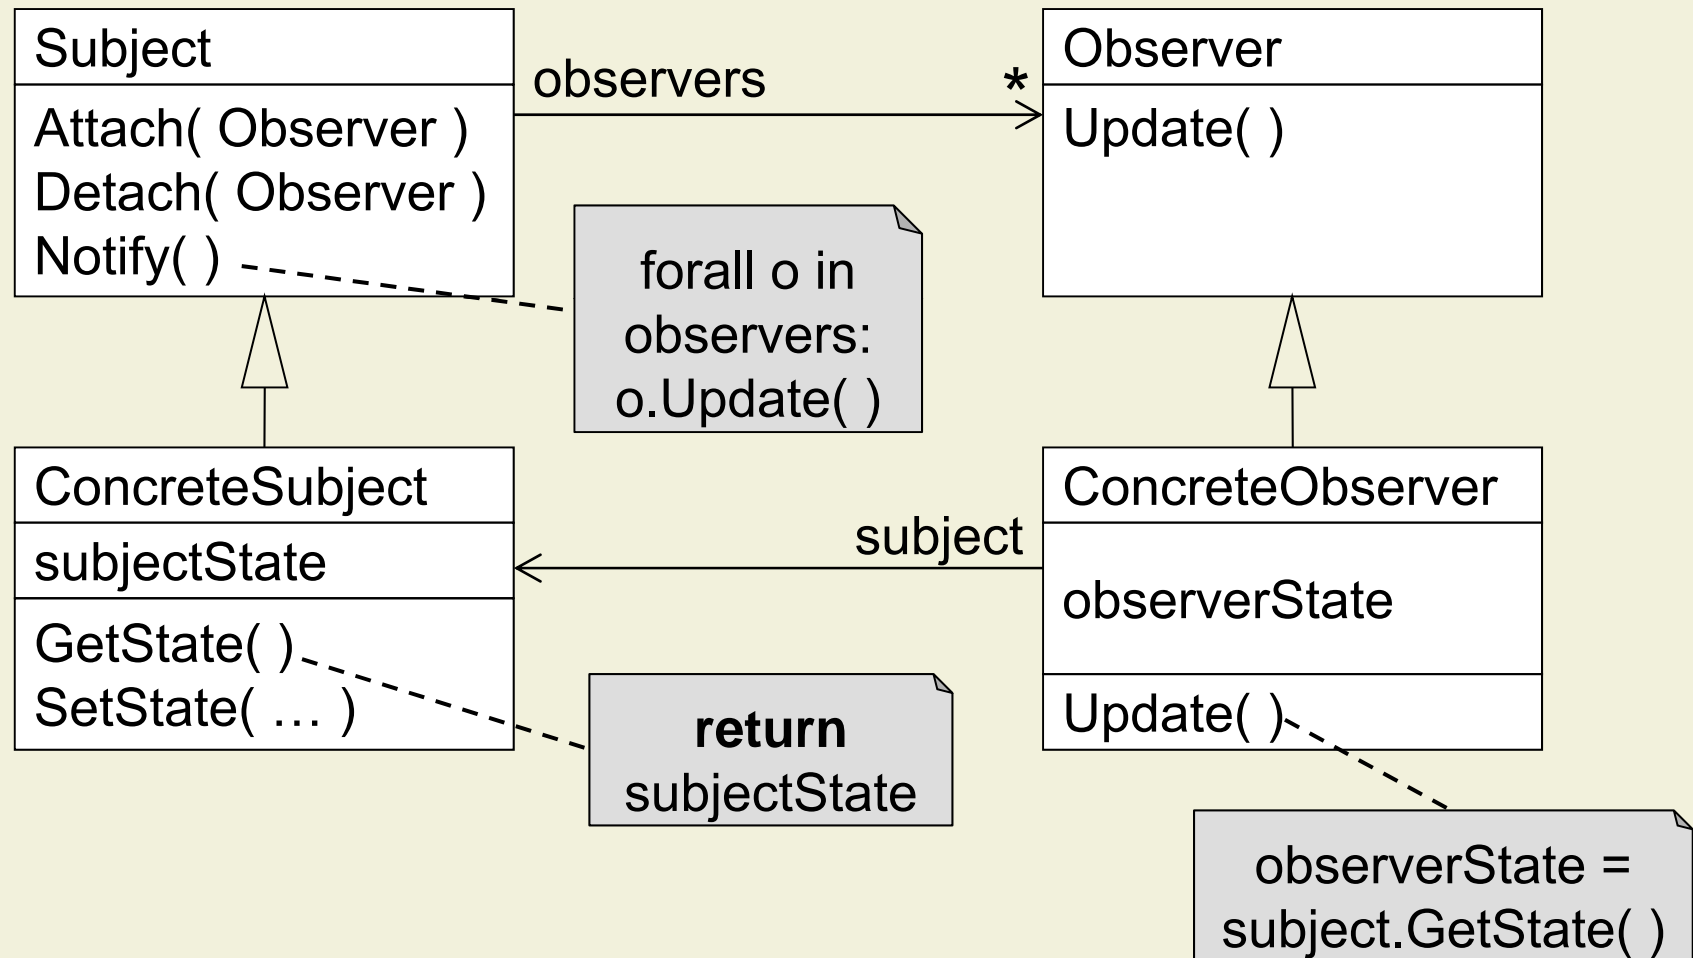 Subject
Attach( Observer )
Detach( Observer )
Notify( )
observers
*
Observer
Update( )
forall o in
observers:
o.Update( )
ConcreteSubject
subjectState
GetState( )
SetState( … )
subject
ConcreteObserver
observerState
Update( )
return
subjectState
observerState =
subject.GetState( )